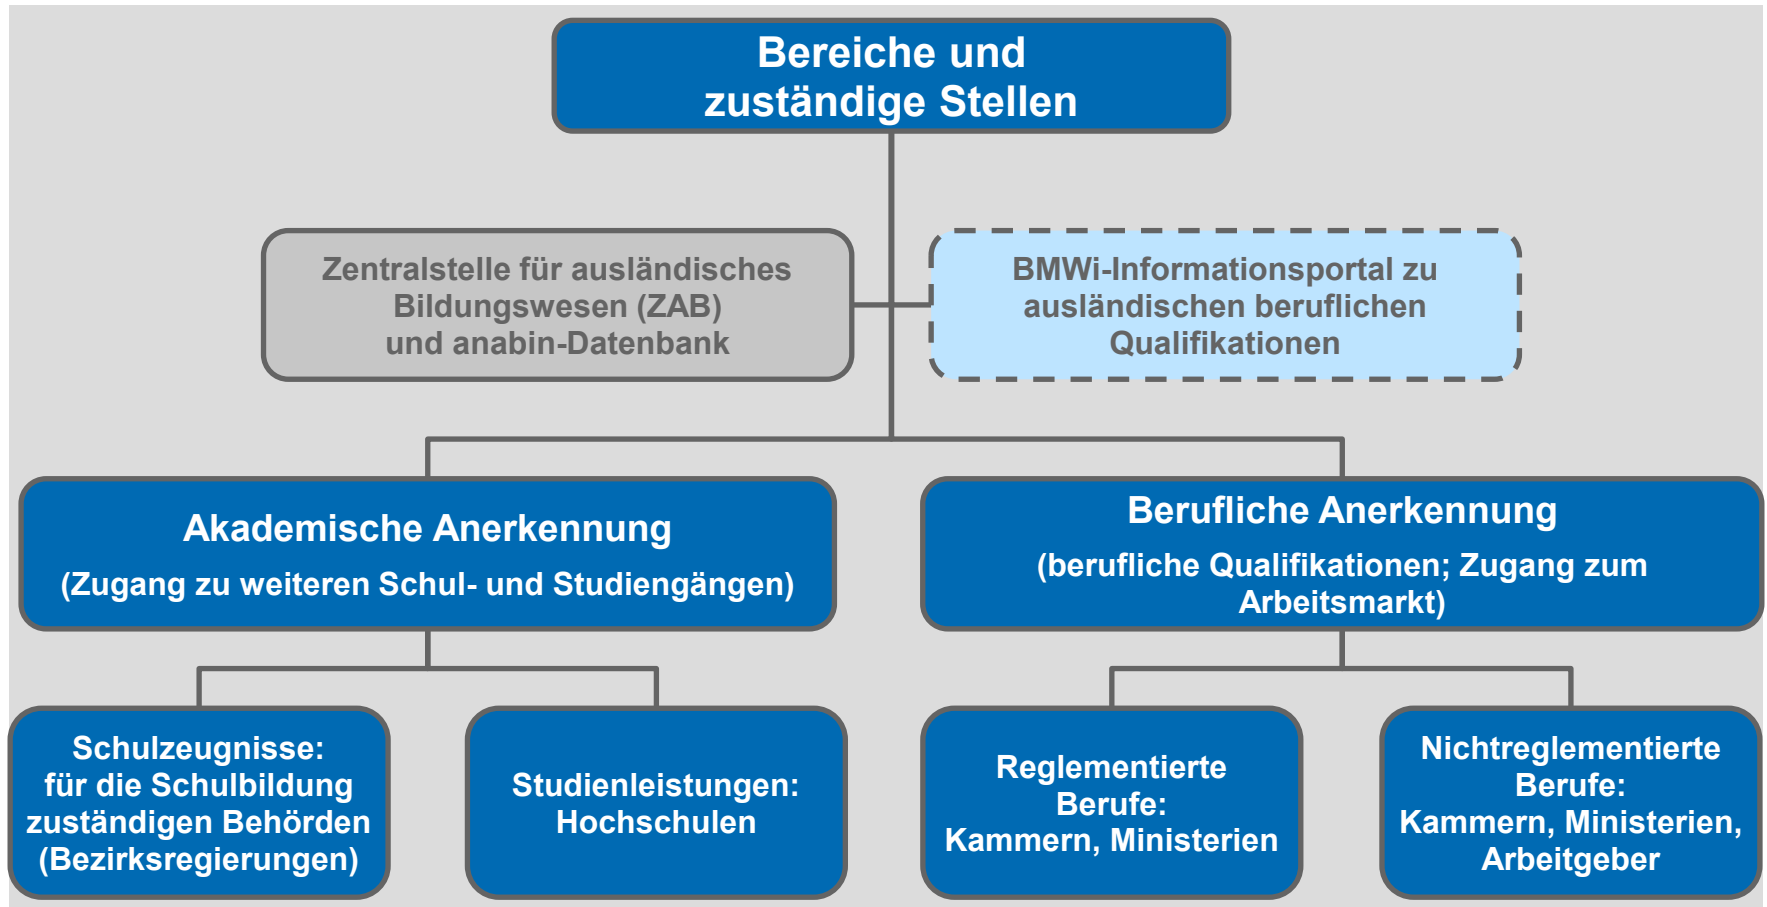 Bereiche und
zuständige Stellen
Zentralstelle für ausländisches
Bildungswesen (ZAB)
und anabin-Datenbank
BMWi-Informationsportal zu
ausländischen beruflichen
Qualifikationen
Akademische Anerkennung
(Zugang zu weiteren Schul- und Studiengängen)
Berufliche Anerkennung
(berufliche Qualifikationen; Zugang zum
Arbeitsmarkt)
Schulzeugnisse:
für die Schulbildung
zuständigen Behörden
(Bezirksregierungen)
Studienleistungen:
Hochschulen
Reglementierte
Berufe:
Kammern, Ministerien
Nichtreglementierte
Berufe:
Kammern, Ministerien,
Arbeitgeber